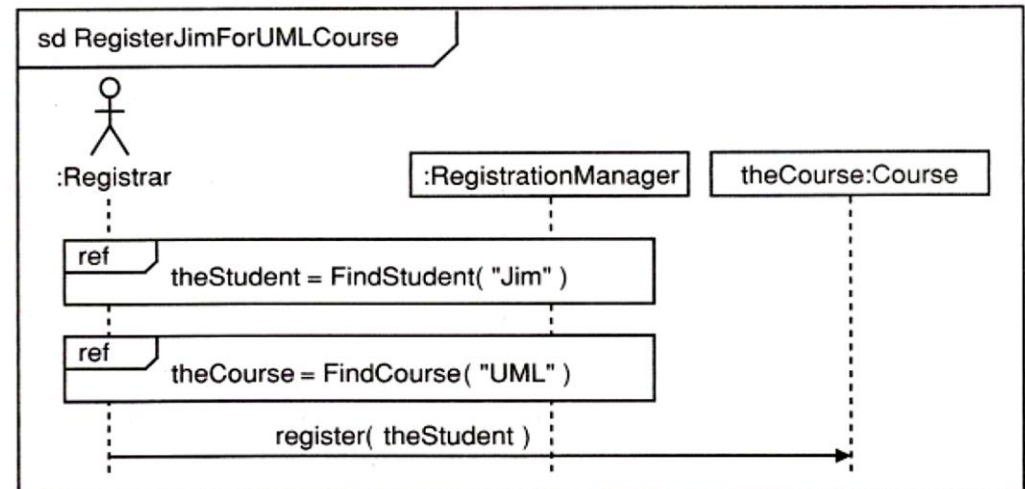 sd RegisterJimForUMLCourse
:Registrar
:RegistrationManager
theCourse:Course
ref
theStudent = FindStudent( "Jim" )
ref
theCourse = FindCourse( "UML" )
register( theStudent )